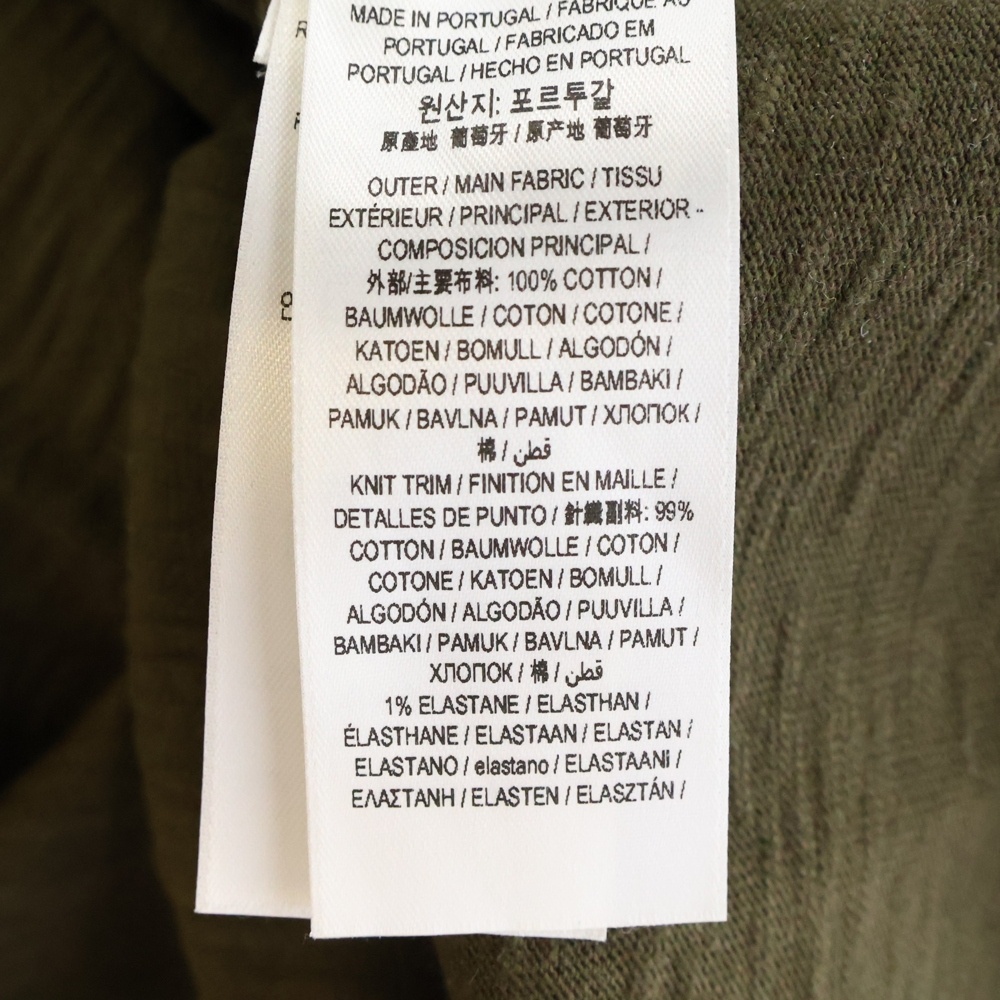 MADE IN PORTUGAL / FABRIQUE AU
PORTUGAL / FABRICADO EM
PORTUGAL / HECHO EN PORTUGAL
원산지: 포르투갈
原產地 葡萄牙 / 原产地 葡萄牙
OUTER / MAIN FABRIC / TISSU
EXTÉRIEUR / PRINCIPAL / EXTERIOR -
COMPOSICION PRINCIPAL /
外部/主要布料: 100% COTTON /
BAUMWOLLE / COTON / COTONE /
KATOEN / BOMULL / ALGODÓN /
ALGODÃO / PUUVILLA / BAMBAKI /
PAMUK / BAVLNA / PAMUT / ХЛОПОК /
棉 / قطن
KNIT TRIM / FINITION EN MAILLE /
DETALLES DE PUNTO / 針織副料: 99%
COTTON / BAUMWOLLE / COTON /
COTONE / KATOEN / BOMULL /
ALGODÓN / ALGODÃO / PUUVILLA /
BAMBAKI / PAMUK / BAVLNA / PAMUT /
ХЛОПОК / 棉 / قطن
1% ELASTANE / ELASTHAN /
ÉLASTHANE / ELASTAAN / ELASTAN /
ELASTANO / elastano / ELASTAANI /
ΕΛΑΣΤΑΝΗ / ELASTEN / ELASZTÁN /